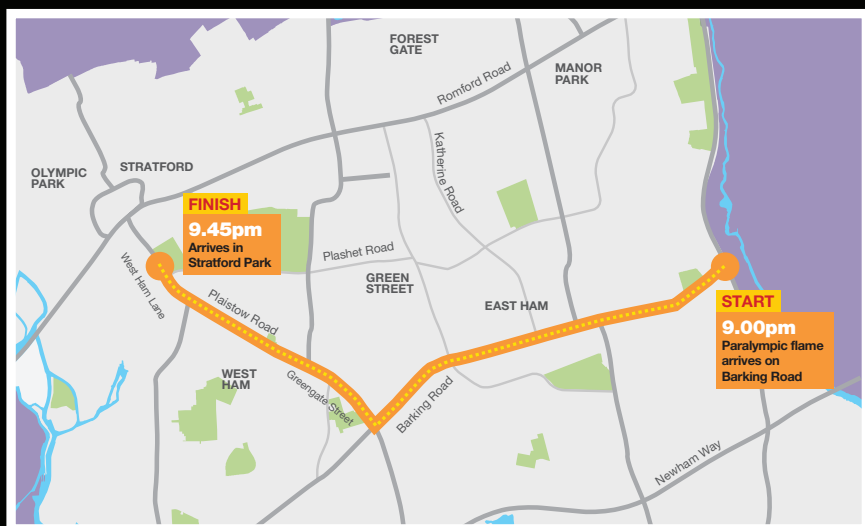 FOREST
GATE
MANOR
PARK
Romford Road
Katherine Road
OLYMPIC
PARK
STRATFORD
FINISH
9.45pm
Arrives in
Stratford Park
West Ham Lane
Plashet Road
GREEN
STREET
Plaistow Road
EAST HAM
START
9.00pm
Paralympic flame
arrives on
Barking Road
WEST
HAM
Greengate Street
Barking Road
Newham Way